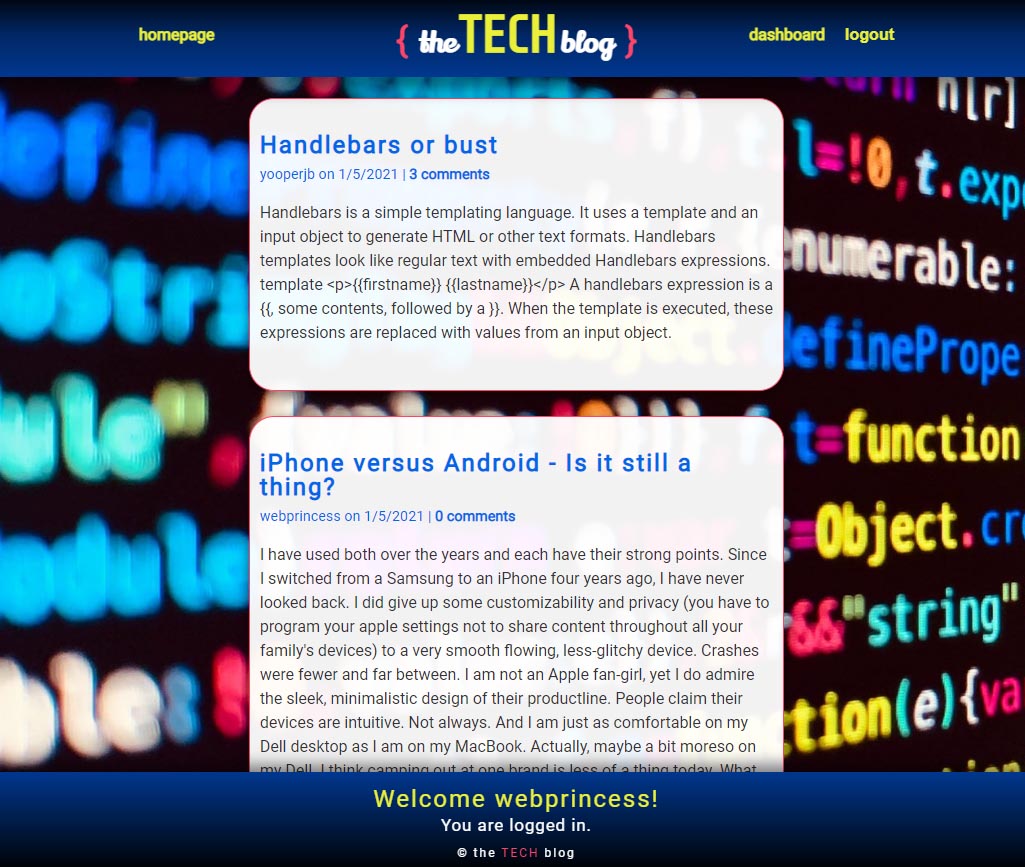 homepage
{ the TECH blog }
dashboard
logout
n[r]
l=!0,t.expo
enumerable:
definePrope
t=function
=Object.cre
&&"string"
ction(e){va
Handlebars or bust
yooperjb on 1/5/2021 | 3 comments
Handlebars is a simple templating language. It uses a template and an
input object to generate HTML or other text formats. Handlebars
templates look like regular text with embedded Handlebars expressions.
template <p>{{firstname}} {{lastname}}</p> A handlebars expression is a
{{, some contents, followed by a }}. When the template is executed, these
expressions are replaced with values from an input object.
iPhone versus Android - Is it still a
thing?
webprincess on 1/5/2021 | 0 comments
I have used both over the years and each have their strong points. Since
I switched from a Samsung to an iPhone four years ago, I have never
looked back. I did give up some customizability and privacy (you have to
program your apple settings not to share content throughout all your
family's devices) to a very smooth flowing, less-glitchy device. Crashes
were fewer and far between. I am not an Apple fan-girl, yet I do admire
the sleek, minimalistic design of their productline. People claim their
devices are intuitive. Not always. And I am just as comfortable on my
Dell desktop as I am on my MacBook. Actually, maybe a bit moreso on
my Dell. I think camping out at one brand is less of a thing today. What
Welcome webprincess!
You are logged in.
© the TECH blog